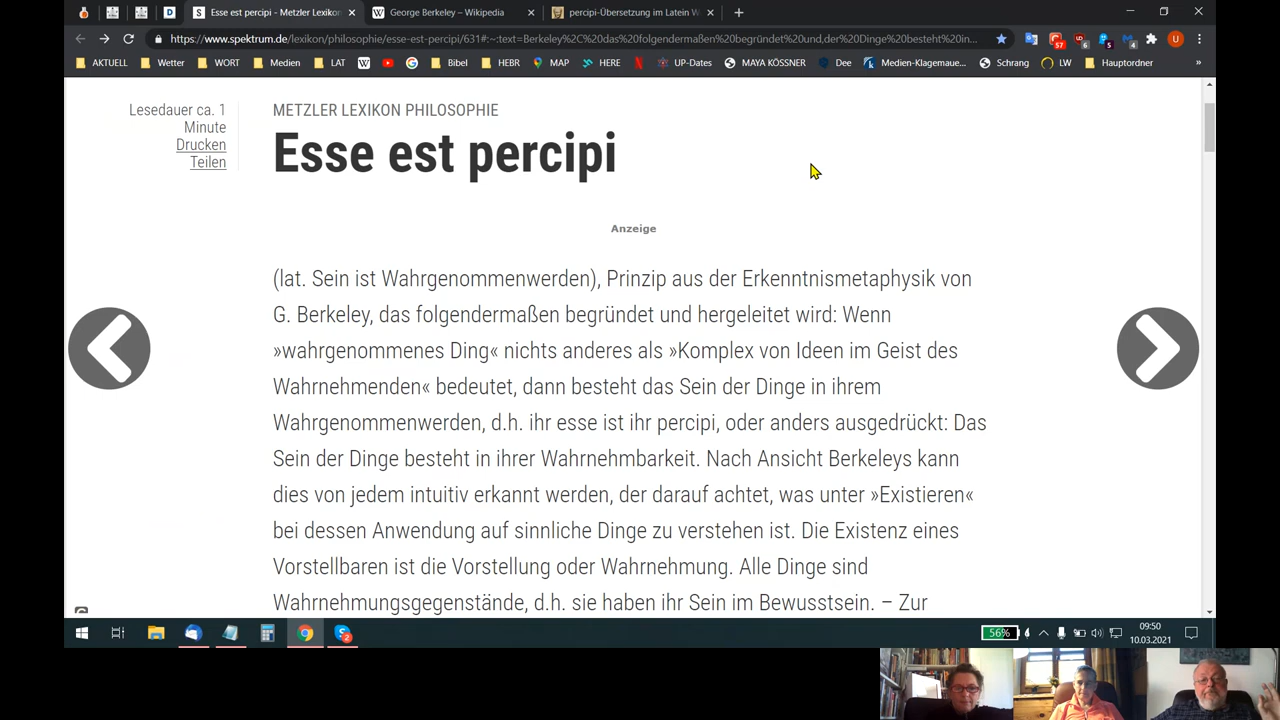 Esse est percipi - Metzler Lexikon
George Berkeley – Wikipedia
percipi-Übersetzung im Latein W
https://www.spektrum.de/lexikon/philosophie/esse-est-percipi/631#:~:text=Berkeley%2C%20das%20folgendermaßen%20begründet%20und,der%20Dinge%20besteht%20in...
AKTUELL Wetter WORT Medien LAT Bibel HEBR MAP HERE UP-Dates MAYA KÖSSNER Dee Medien-Klagemaue... Schrang LW Hauptordner
Lesedauer ca. 1
Minute
Drucken
Teilen
METZLER LEXIKON PHILOSOPHIE
Esse est percipi
Anzeige
(lat. Sein ist Wahrgenommenwerden), Prinzip aus der Erkenntnismetaphysik von
G. Berkeley, das folgendermaßen begründet und hergeleitet wird: Wenn
»wahrgenommenes Ding« nichts anderes als »Komplex von Ideen im Geist des
Wahrnehmenden« bedeutet, dann besteht das Sein der Dinge in ihrem
Wahrgenommenwerden, d.h. ihr esse ist ihr percipi, oder anders ausgedrückt: Das
Sein der Dinge besteht in ihrer Wahrnehmbarkeit. Nach Ansicht Berkeleys kann
dies von jedem intuitiv erkannt werden, der darauf achtet, was unter »Existieren«
bei dessen Anwendung auf sinnliche Dinge zu verstehen ist. Die Existenz eines
Vorstellbaren ist die Vorstellung oder Wahrnehmung. Alle Dinge sind
Wahrnehmungsgegenstände, d.h. sie haben ihr Sein im Bewusstsein. – Zur
56%
09:50
10.03.2021